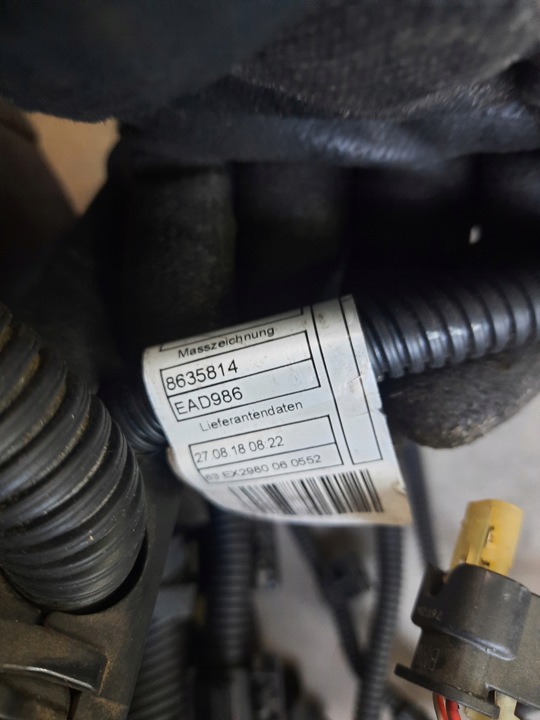 Masszeichnung
8635814
EAD986
Lieferantendaten
27.08.18 08:22
EX2980 06 0552